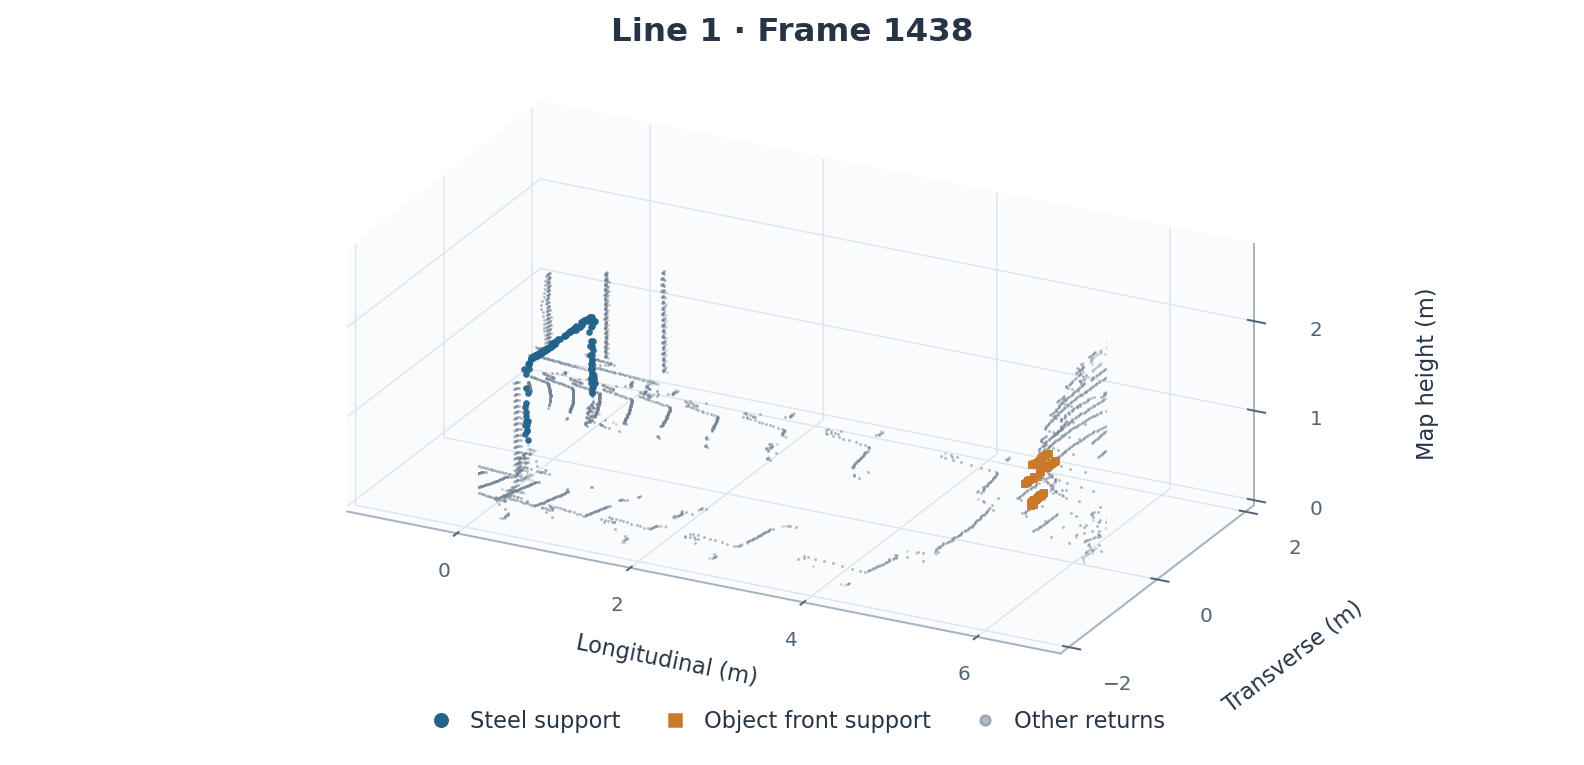 Line 1 · Frame 1438
2
1
0
Map height (m)
2
0
−2
Transverse (m)
0
2
4
6
Longitudinal (m)
Steel support
Object front support
Other returns